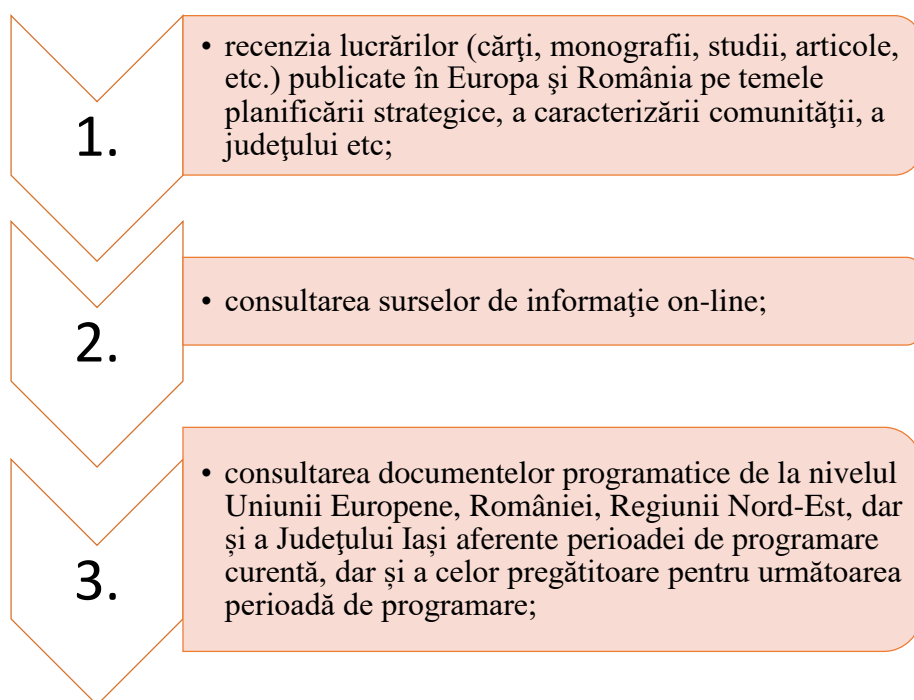 1.
• recenzia lucrărilor (cărţi, monografii, studii, articole,
etc.) publicate în Europa şi România pe temele
planificării strategice, a caracterizării comunităţii, a
judeţului etc;
2.
• consultarea surselor de informaţie on-line;
3.
• consultarea documentelor programatice de la nivelul
Uniunii Europene, României, Regiunii Nord-Est, dar
și a Judeţului Iași aferente perioadei de programare
curentă, dar și a celor pregătitoare pentru următoarea
perioadă de programare;